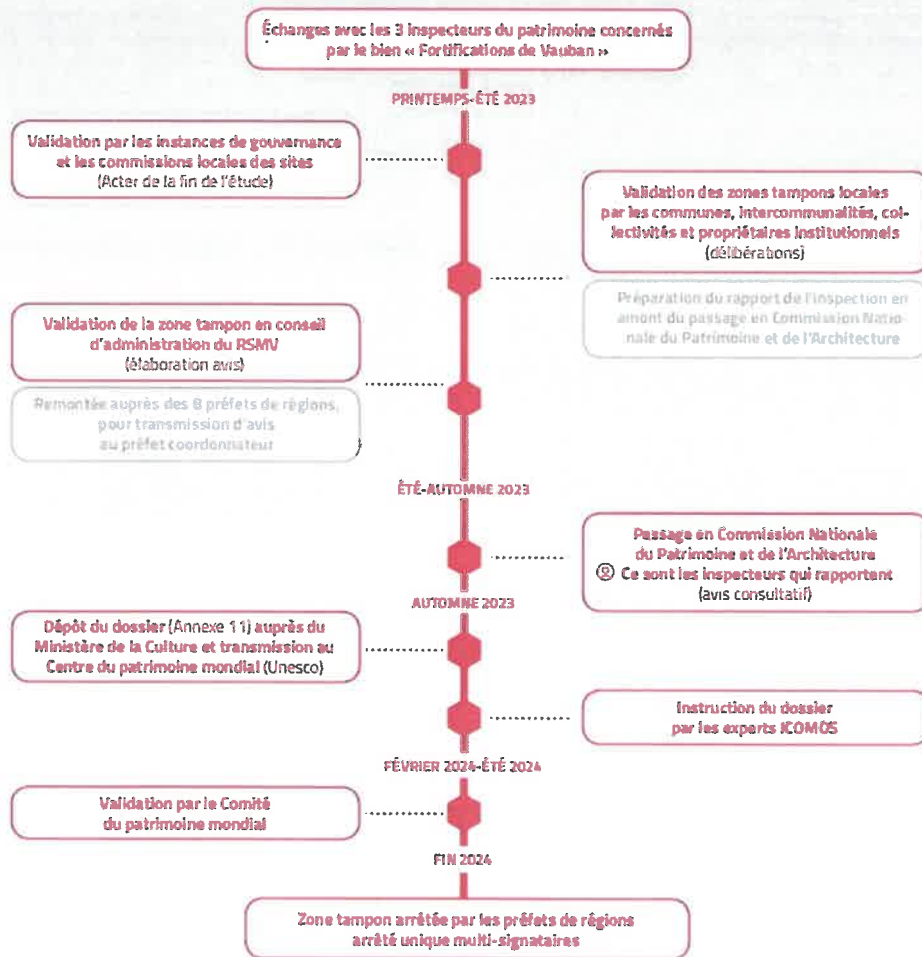 Échanges avec les 3 inspecteurs du patrimoine concernés
par le bien « Fortifications de Vauban »
PRINTEMPS-ÉTÉ 2023
Validation par les instances de gouvernance
et les commissions locales des sites
(Acter de la fin de l'étude)
Validation des zones tampons locales
par les communes, intercommunalités, col-
lectivités et propriétaires institutionnels
(délibérations)
Préparation du rapport de l'inspection en
amont du passage en Commission Natio-
nale du Patrimoine et de l'Architecture
Validation de la zone tampon en conseil
d'administration du RSMV
(élaboration avis)
Remontée auprès des 8 préfets de régions,
pour transmission d'avis
au préfet coordonnateur
)
ÉTÉ-AUTOMNE 2023
Passage en Commission Nationale
du Patrimoine et de l'Architecture
Ce sont les inspecteurs qui rapportent
(avis consultatif)
AUTOMNE 2023
Dépôt du dossier (Annexe 11) auprès du
Ministère de la Culture et transmission au
Centre du patrimoine mondial (Unesco)
Instruction du dossier
par les experts ICOMOS
FÉVRIER 2024-ÉTÉ 2024
Validation par le Comité
du patrimoine mondial
FIN 2024
Zone tampon arrêtée par les préfets de régions
arrêté unique multi-signataires